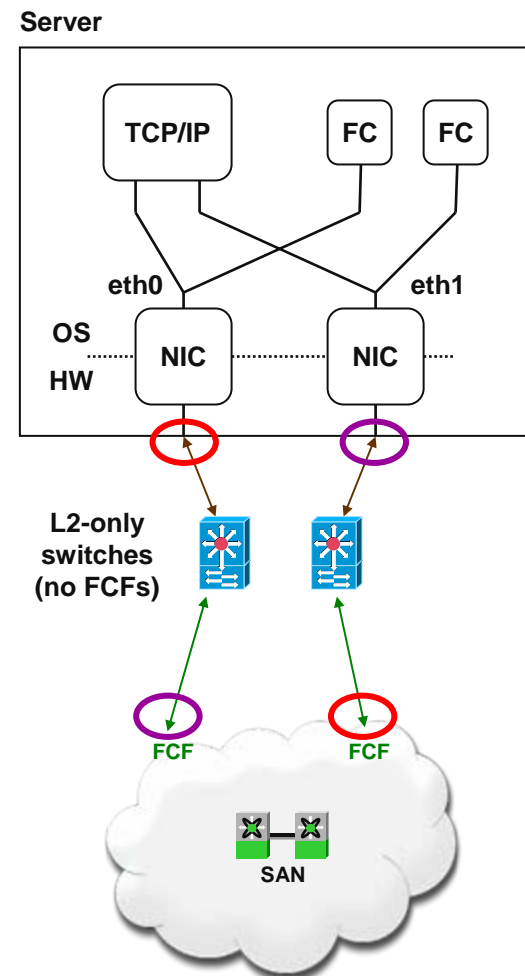 Server
TCP/IP
FC
FC
eth0
eth1
OS
NIC
NIC
HW
L2-only
switches
(no FCFs)
FCF
FCF
SAN